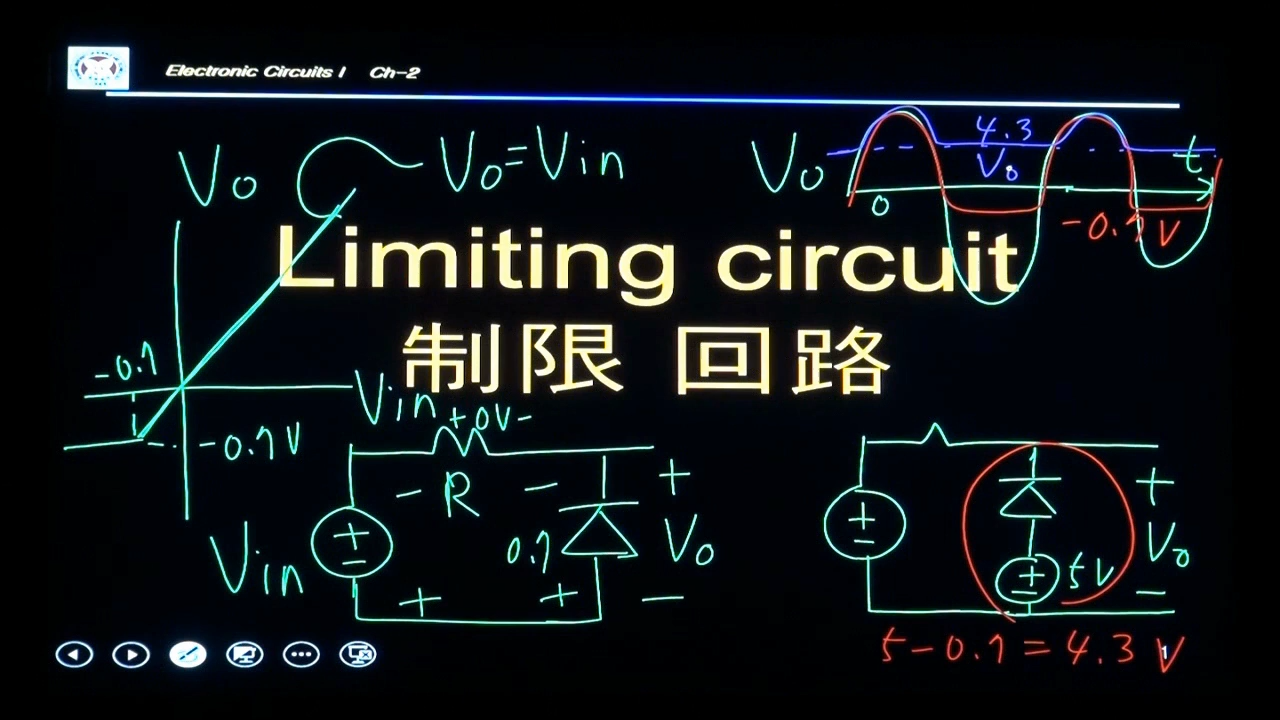 Electronic Circuits I Ch-2
Vo
Vo=Vin
Vo
4.3
Vo
t
0
-0.7V
Limiting circuit
制限 回路
-0.7
Vin
-0.7V
+0V-
- R -
+
Vin
+
-
0.7
Vo
+
+
-
+
-
+
5V
+
Vo
-
5-0.7=4.3V